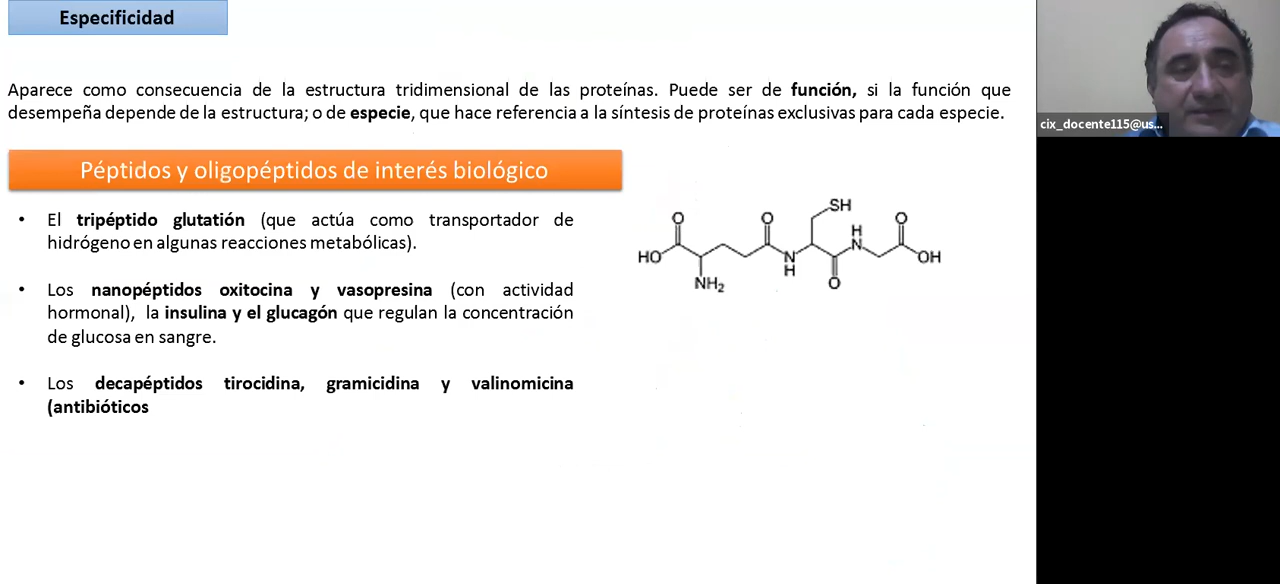 Especificidad
Aparece como consecuencia de la estructura tridimensional de las proteínas. Puede ser de función, si la función que
desempeña depende de la estructura; o de especie, que hace referencia a la síntesis de proteínas exclusivas para cada especie.
cix_docente115@us...
Péptidos y oligopéptidos de interés biológico
• El tripéptido glutatión (que actúa como transportador de
hidrógeno en algunas reacciones metabólicas).
• Los nanopéptidos oxitocina y vasopresina (con actividad
hormonal), la insulina y el glucagón que regulan la concentración
de glucosa en sangre.
• Los decapéptidos tirocidina, gramicidina y valinomicina
(antibióticos
SH
O O H O
HO N N OH
NH₂ H O